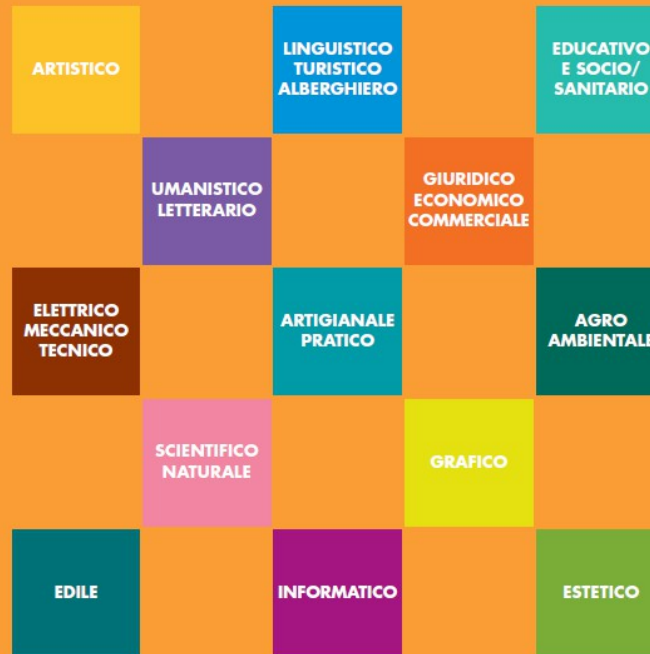 ARTISTICO
LINGUISTICO
TURISTICO
ALBERGHIERO
EDUCATIVO
E SOCIO/
SANITARIO
UMANISTICO
LETTERARIO
GIURIDICO
ECONOMICO
COMMERCIALE
ELETTRICO
MECCANICO
TECNICO
ARTIGIANALE
PRATICO
AGRO
AMBIENTALE
SCIENTIFICO
NATURALE
GRAFICO
EDILE
INFORMATICO
ESTETICO